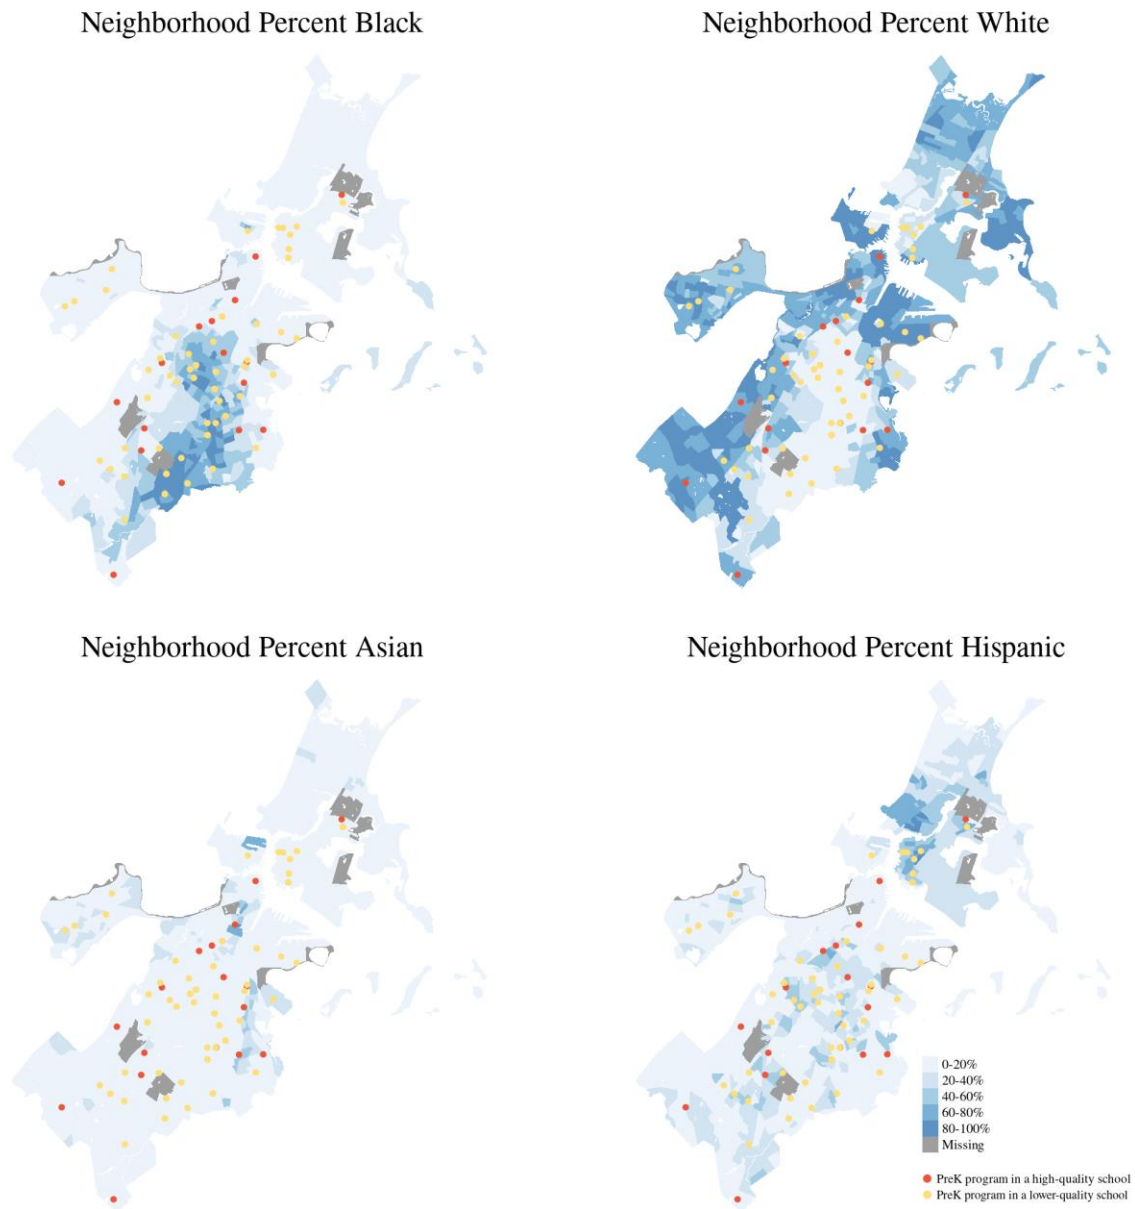 Neighborhood Percent Black
Neighborhood Percent White
Neighborhood Percent Asian
Neighborhood Percent Hispanic
0-20%
20-40%
40-60%
60-80%
80-100%
Missing
PreK program in a high-quality school
PreK program in a lower-quality school